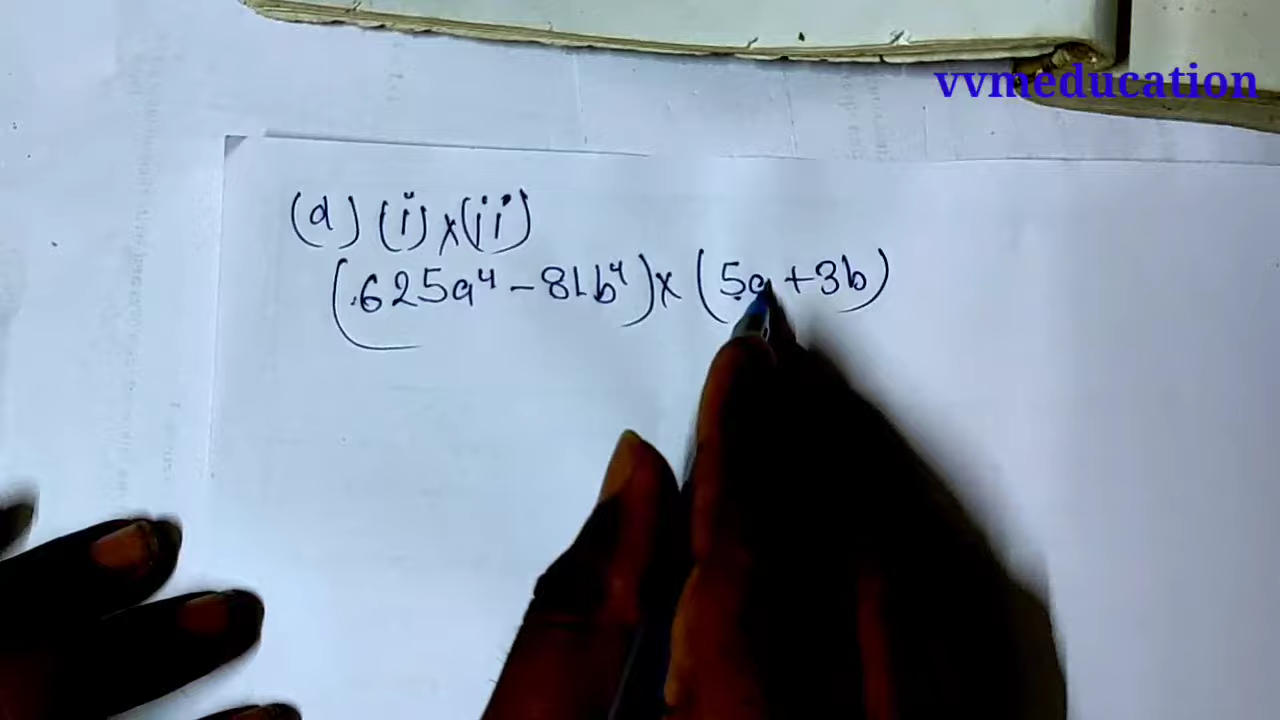 vvmeducation
(d) (i) x (ii)
(625a⁴ - 81b⁴) x (5a + 3b)